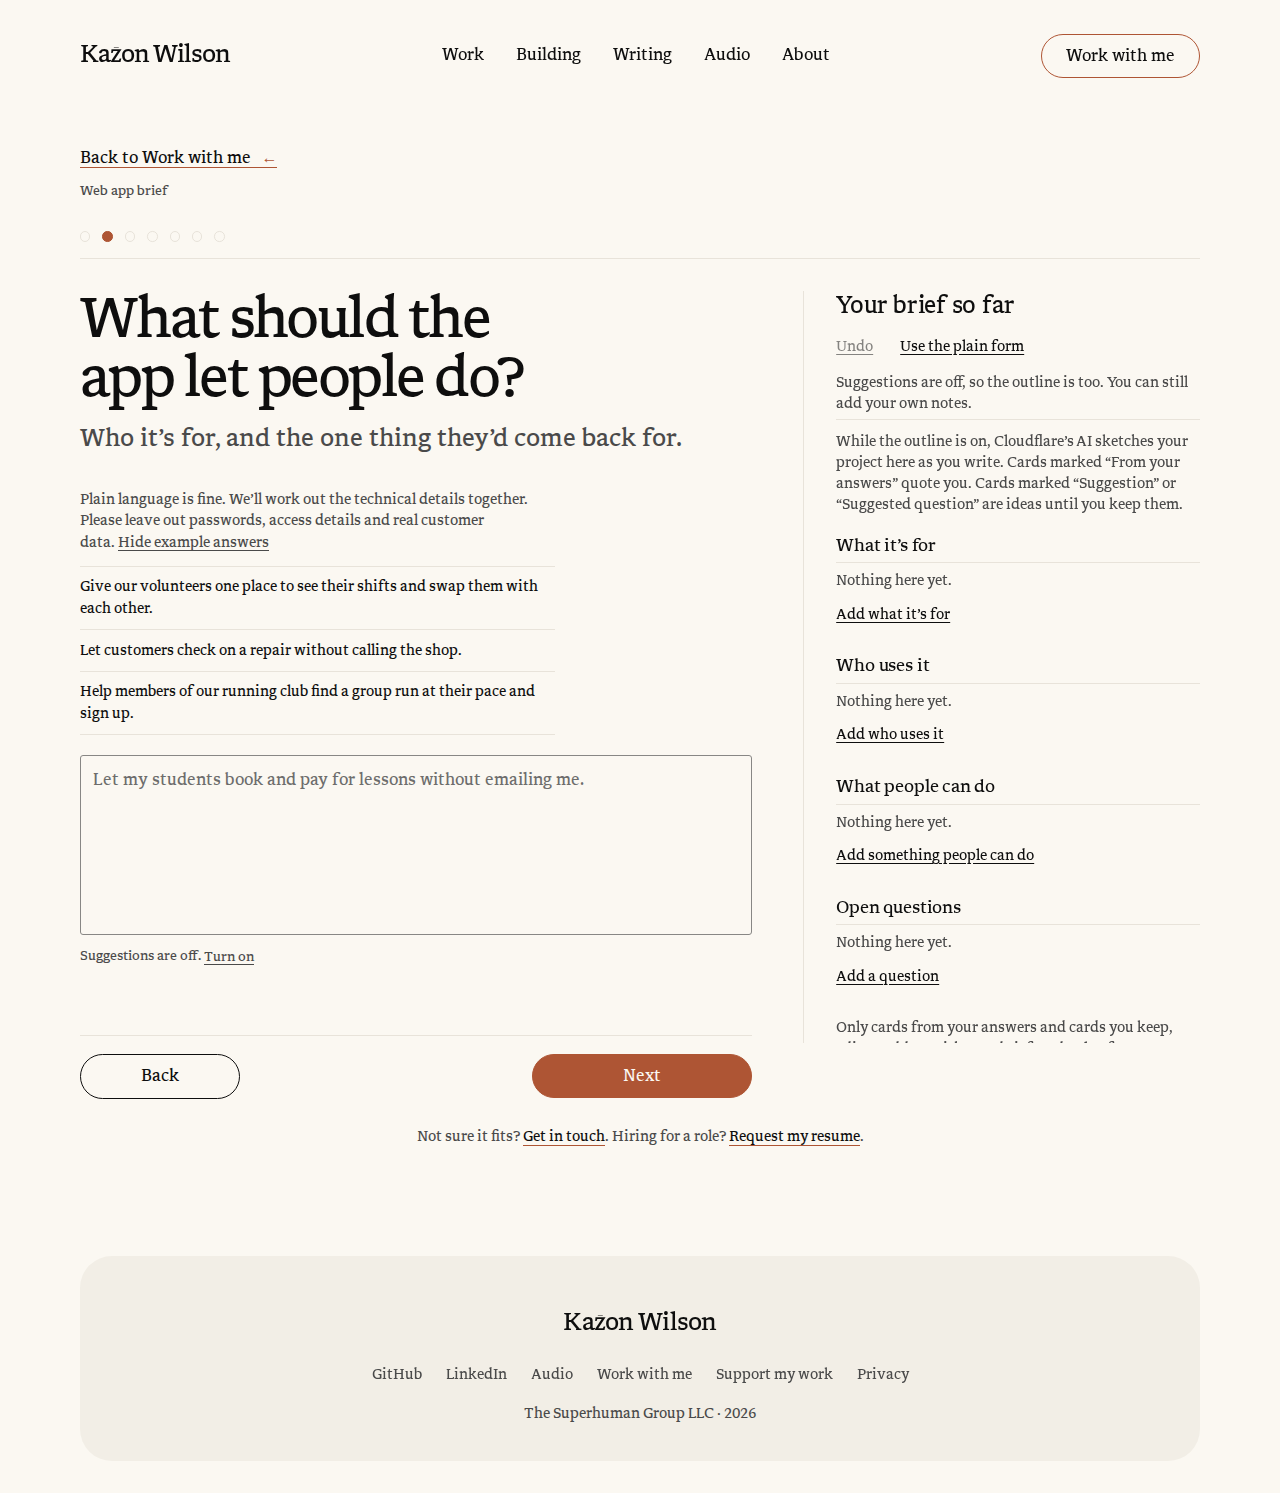 Kažon Wilson
Work Building Writing Audio About
Work with me
Back to Work with me ←
Web app brief
What should the
app let people do?
Who it’s for, and the one thing they’d come back for.
Plain language is fine. We’ll work out the technical details together.
Please leave out passwords, access details and real customer
data. Hide example answers
Give our volunteers one place to see their shifts and swap them with
each other.
Let customers check on a repair without calling the shop.
Help members of our running club find a group run at their pace and
sign up.
Let my students book and pay for lessons without emailing me.
Suggestions are off. Turn on
Back
Next
Your brief so far
Undo Use the plain form
Suggestions are off, so the outline is too. You can still
add your own notes.
While the outline is on, Cloudflare’s AI sketches your
project here as you write. Cards marked “From your
answers” quote you. Cards marked “Suggestion” or
“Suggested question” are ideas until you keep them.
What it’s for
Nothing here yet.
Add what it’s for
Who uses it
Nothing here yet.
Add who uses it
What people can do
Nothing here yet.
Add something people can do
Open questions
Nothing here yet.
Add a question
Only cards from your answers and cards you keep,
Not sure it fits? Get in touch. Hiring for a role? Request my resume.
Kažon Wilson
GitHub LinkedIn Audio Work with me Support my work Privacy
The Superhuman Group LLC · 2026